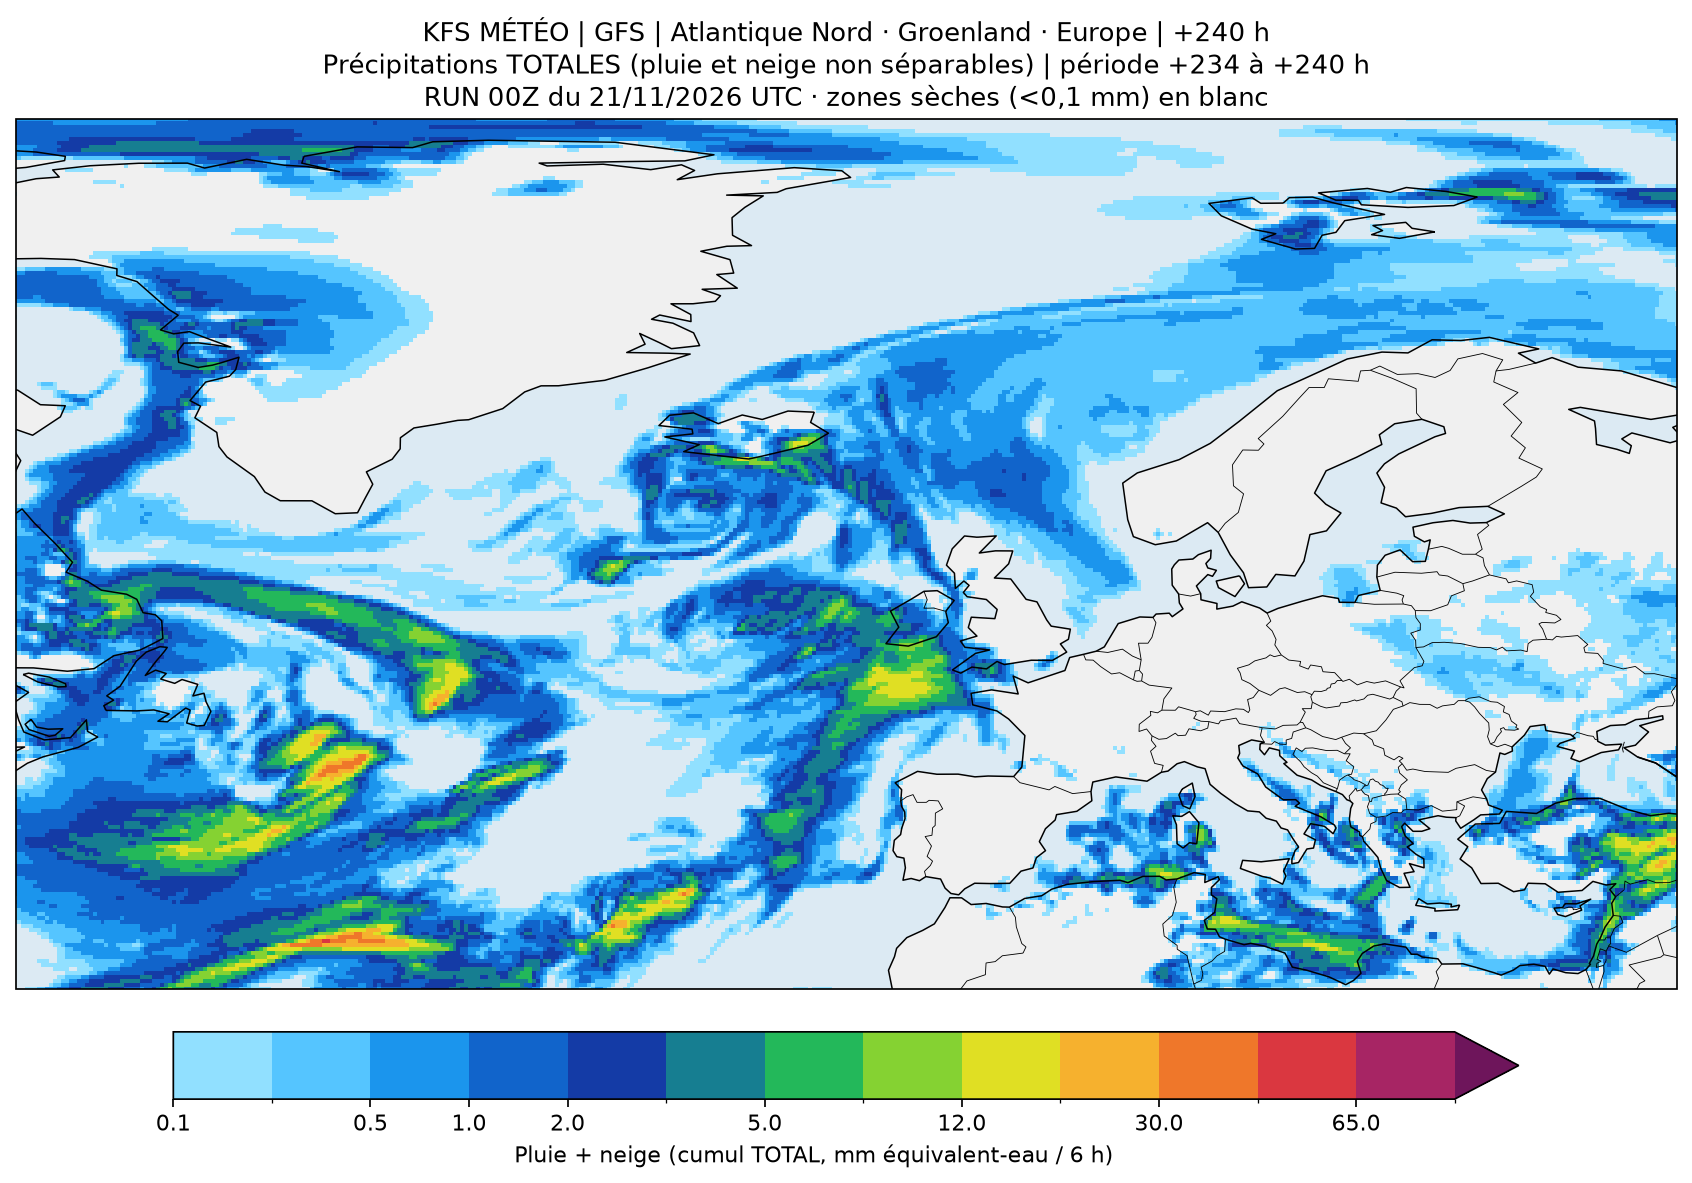 KFS MÉTÉO | GFS | Atlantique Nord · Groenland · Europe | +240 h
Précipitations TOTALES (pluie et neige non séparables) | période +234 à +240 h
RUN 00Z du 21/11/2026 UTC · zones sèches (<0,1 mm) en blanc
0.1 0.5 1.0 2.0 5.0 12.0 30.0 65.0
Pluie + neige (cumul TOTAL, mm équivalent-eau / 6 h)